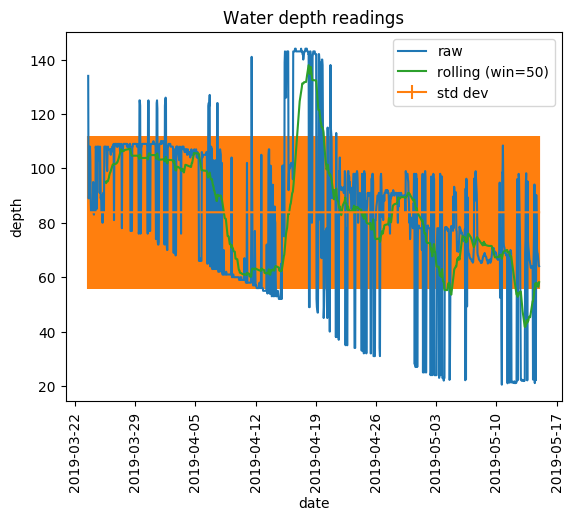 Water depth readings
raw
rolling (win=50)
std dev
depth
140
120
100
80
60
40
20
2019-03-22
2019-03-29
2019-04-05
2019-04-12
2019-04-19
2019-04-26
2019-05-03
2019-05-10
2019-05-17
date